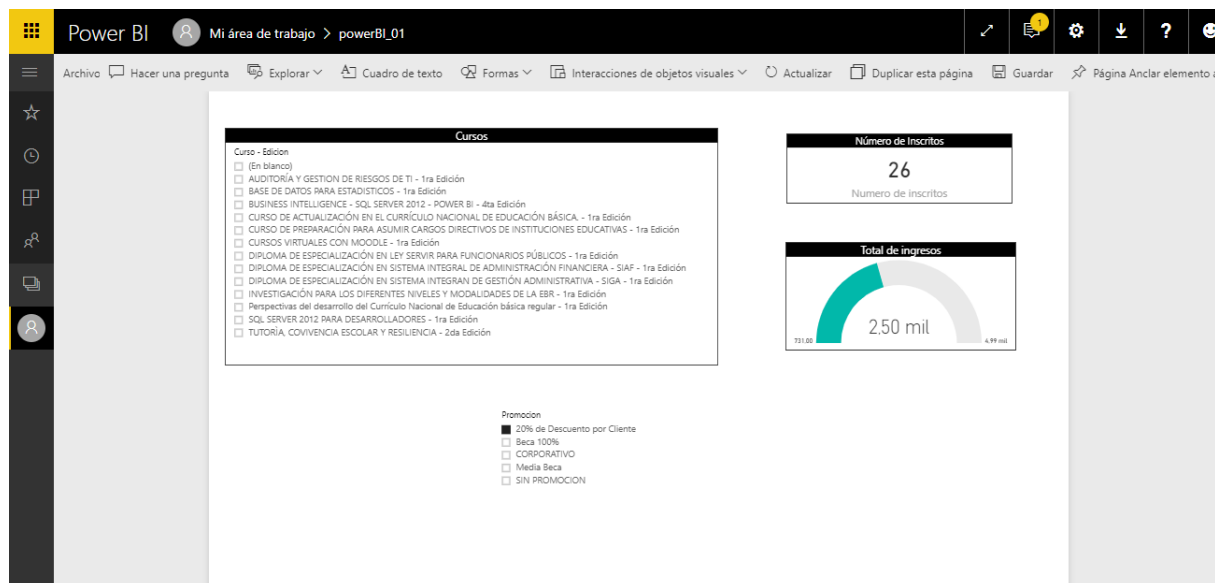 Power BI Mi área de trabajo > powerBI_01 1 ?
Archivo Hacer una pregunta Explorar Cuadro de texto Formas Interacciones de objetos visuales Actualizar Duplicar esta página Guardar Página Anclar elemento a
Cursos
Curso - Edicion
(En blanco)
AUDITORÍA Y GESTION DE RIESGOS DE TI - 1ra Edición
BASE DE DATOS PARA ESTADISTICOS - 1ra Edición
BUSINESS INTELLIGENCE - SQL SERVER 2012 - POWER BI - 4ta Edición
CURSO DE ACTUALIZACIÓN EN EL CURRÍCULO NACIONAL DE EDUCACIÓN BÁSICA. - 1ra Edición
CURSO DE PREPARACIÓN PARA ASUMIR CARGOS DIRECTIVOS DE INSTITUCIONES EDUCATIVAS - 1ra Edición
CURSOS VIRTUALES CON MOODLE - 1ra Edición
DIPLOMA DE ESPECIALIZACIÓN EN LEY SERVIR PARA FUNCIONARIOS PÚBLICOS - 1ra Edición
DIPLOMA DE ESPECIALIZACIÓN EN SISTEMA INTEGRAL DE ADMINISTRACIÓN FINANCIERA - SIAF - 1ra Edición
DIPLOMA DE ESPECIALIZACIÓN EN SISTEMA INTEGRAN DE GESTIÓN ADMINISTRATIVA - SIGA - 1ra Edición
INVESTIGACIÓN PARA LOS DIFERENTES NIVELES Y MODALIDADES DE LA EBR - 1ra Edición
Perspectivas del desarrollo del Currículo Nacional de Educación básica regular - 1ra Edición
SQL SERVER 2012 PARA DESARROLLADORES - 1ra Edición
TUTORÌA, COVIVENCIA ESCOLAR Y RESILIENCIA - 2da Edición
Número de Inscritos
26
Numero de inscritos
Total de ingresos
2,50 mil
731,00 4,99 mil
Promocion
20% de Descuento por Cliente
Beca 100%
CORPORATIVO
Media Beca
SIN PROMOCION